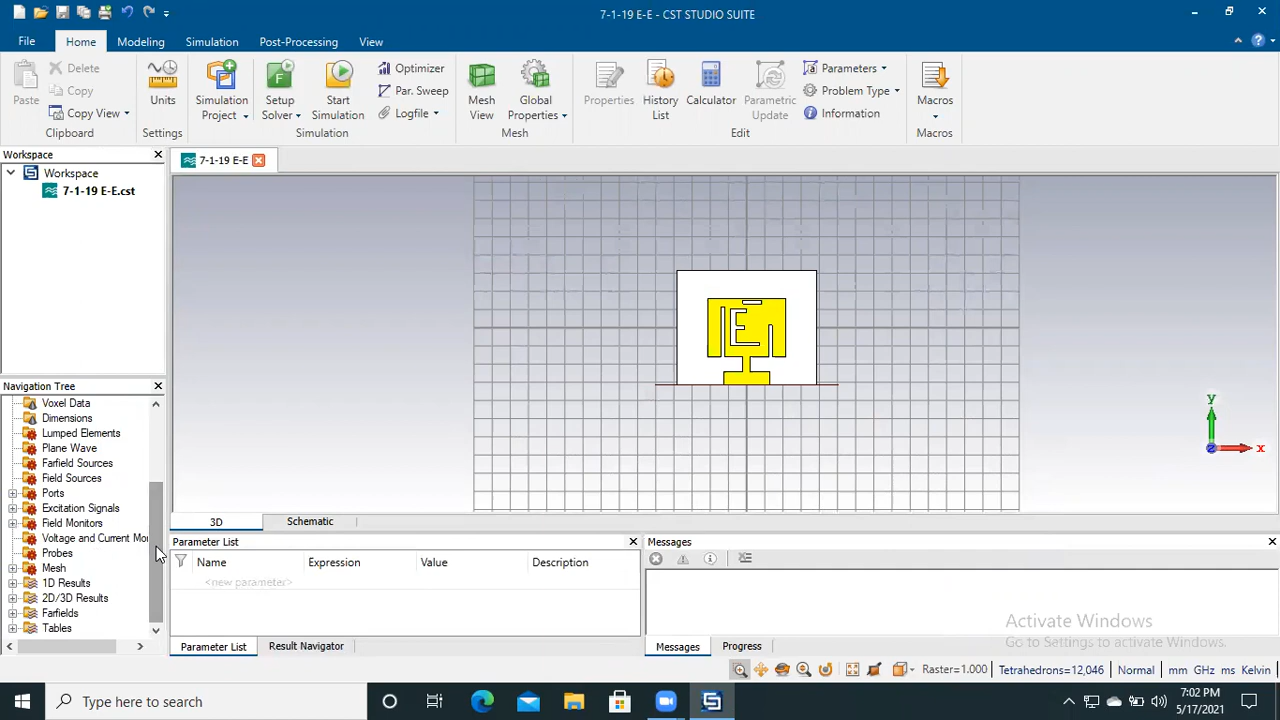 7-1-19 E-E - CST STUDIO SUITE
File Home Modeling Simulation Post-Processing View
Paste Delete Copy Copy View Clipboard
Units Settings
Simulation Project Setup Solver Start Simulation Optimizer Par. Sweep Logfile Simulation
Mesh View Global Properties Mesh
Properties History List Calculator Parametric Update Parameters Problem Type Information Edit
Macros Macros
Workspace
7-1-19 E-E
Workspace
7-1-19 E-E.cst
Navigation Tree
Voxel Data
Dimensions
Lumped Elements
Plane Wave
Farfield Sources
Field Sources
Ports
Excitation Signals
Field Monitors
Voltage and Current Mor
Probes
Mesh
1D Results
2D/3D Results
Farfields
Tables
y
x
z
3D Schematic
Parameter List
Name Expression Value Description
<new parameter>
Parameter List Result Navigator
Messages
Activate Windows
Go to Settings to activate Windows.
Messages Progress
Raster=1.000 Tetrahedrons=12,046 Normal mm GHz ns Kelvin
Type here to search
7:02 PM
5/17/2021